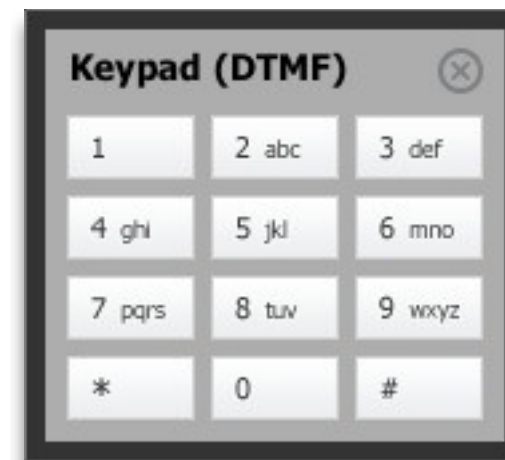 Keypad (DTMF)
1 2 abc 3 def
4 ghi 5 jkl 6 mno
7 pqrs 8 tuv 9 wxyz
* 0 #